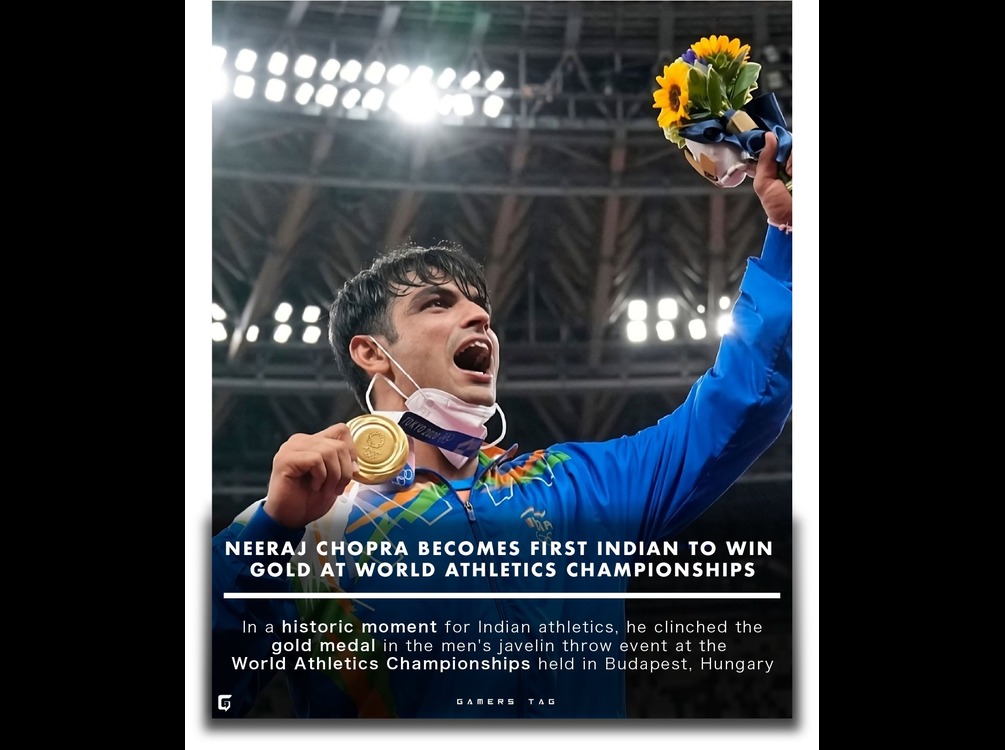 TOKYO 2020
NEERAJ CHOPRA BECOMES FIRST INDIAN TO WIN
GOLD AT WORLD ATHLETICS CHAMPIONSHIPS
In a historic moment for Indian athletics, he clinched the
gold medal in the men's javelin throw event at the
World Athletics Championships held in Budapest, Hungary
GAMERS TAG